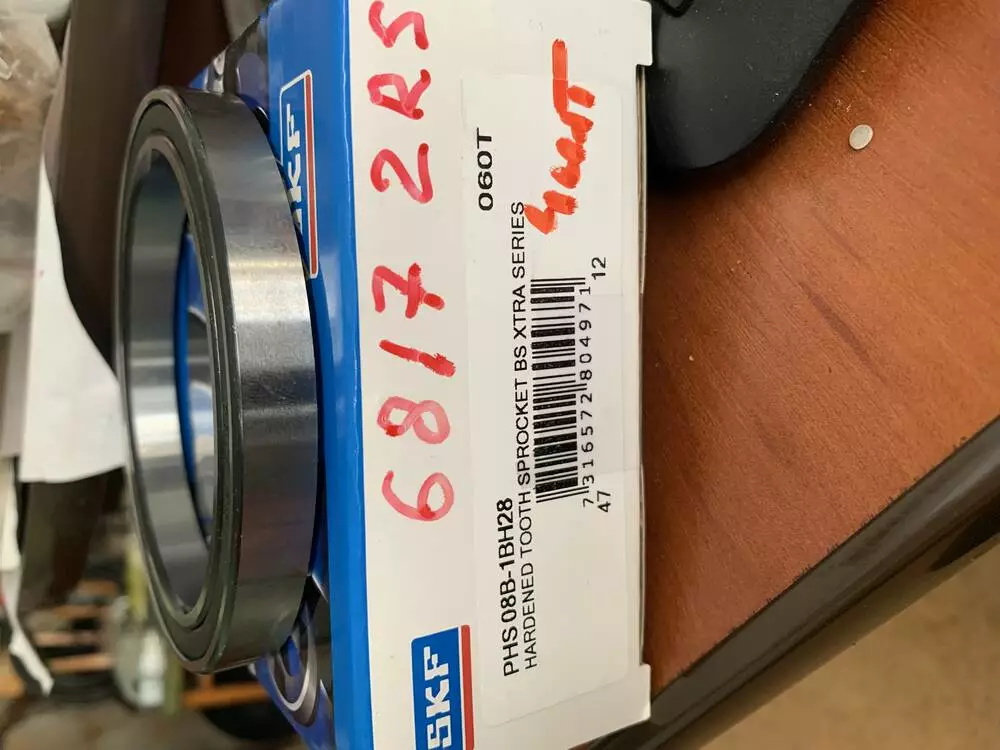 SKF
6817 2RS
SKF
060T
PHS 08B-1BH28
HARDENED TOOTH SPROCKET BS XTRA SERIES
12
7 316572 804971
47